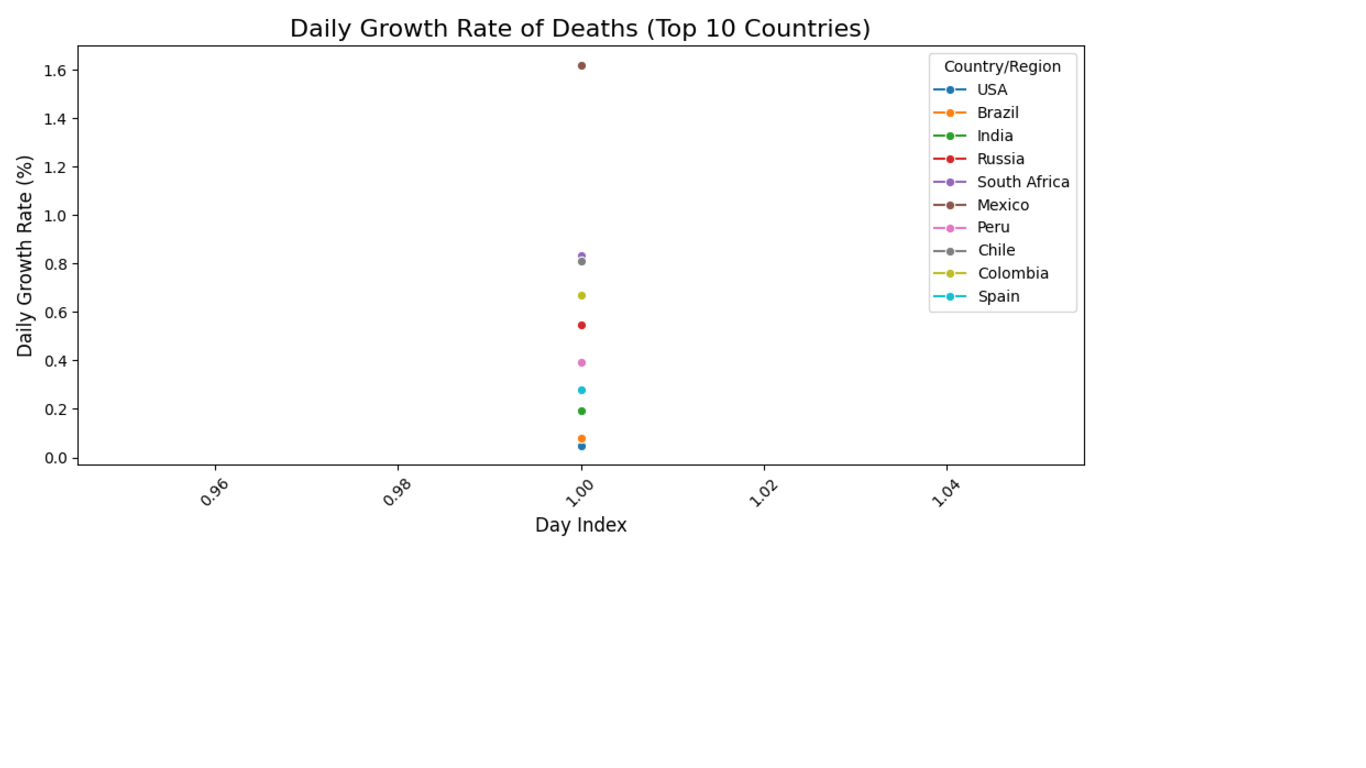 Daily Growth Rate of Deaths (Top 10 Countries)
Daily Growth Rate (%)
1.6
1.4
1.2
1.0
0.8
0.6
0.4
0.2
0.0
Country/Region
USA
Brazil
India
Russia
South Africa
Mexico
Peru
Chile
Colombia
Spain
0.96
0.98
1.00
1.02
1.04
Day Index